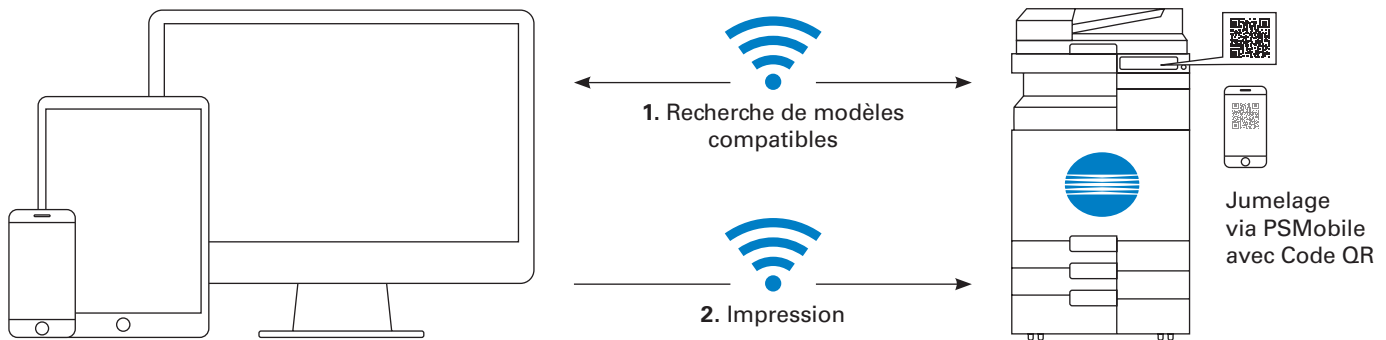 1. Recherche de modèles
compatibles
2. Impression
Jumelage
via PSMobile
avec Code QR